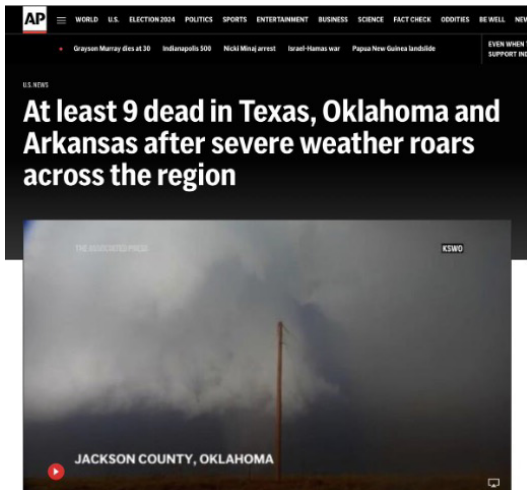 AP
WORLD U.S. ELECTION 2024 POLITICS SPORTS ENTERTAINMENT BUSINESS SCIENCE FACT CHECK ODDITIES BE WELL NEW
Grayson Murray dies at 30 Indianapolis 500 Nicki Minaj arrest Israel-Hamas war Papua New Guinea landslide
EVEN WHEN
SUPPORT IND
U.S. NEWS
At least 9 dead in Texas, Oklahoma and
Arkansas after severe weather roars
across the region
THE ASSOCIATED PRESS
KSWO
JACKSON COUNTY, OKLAHOMA